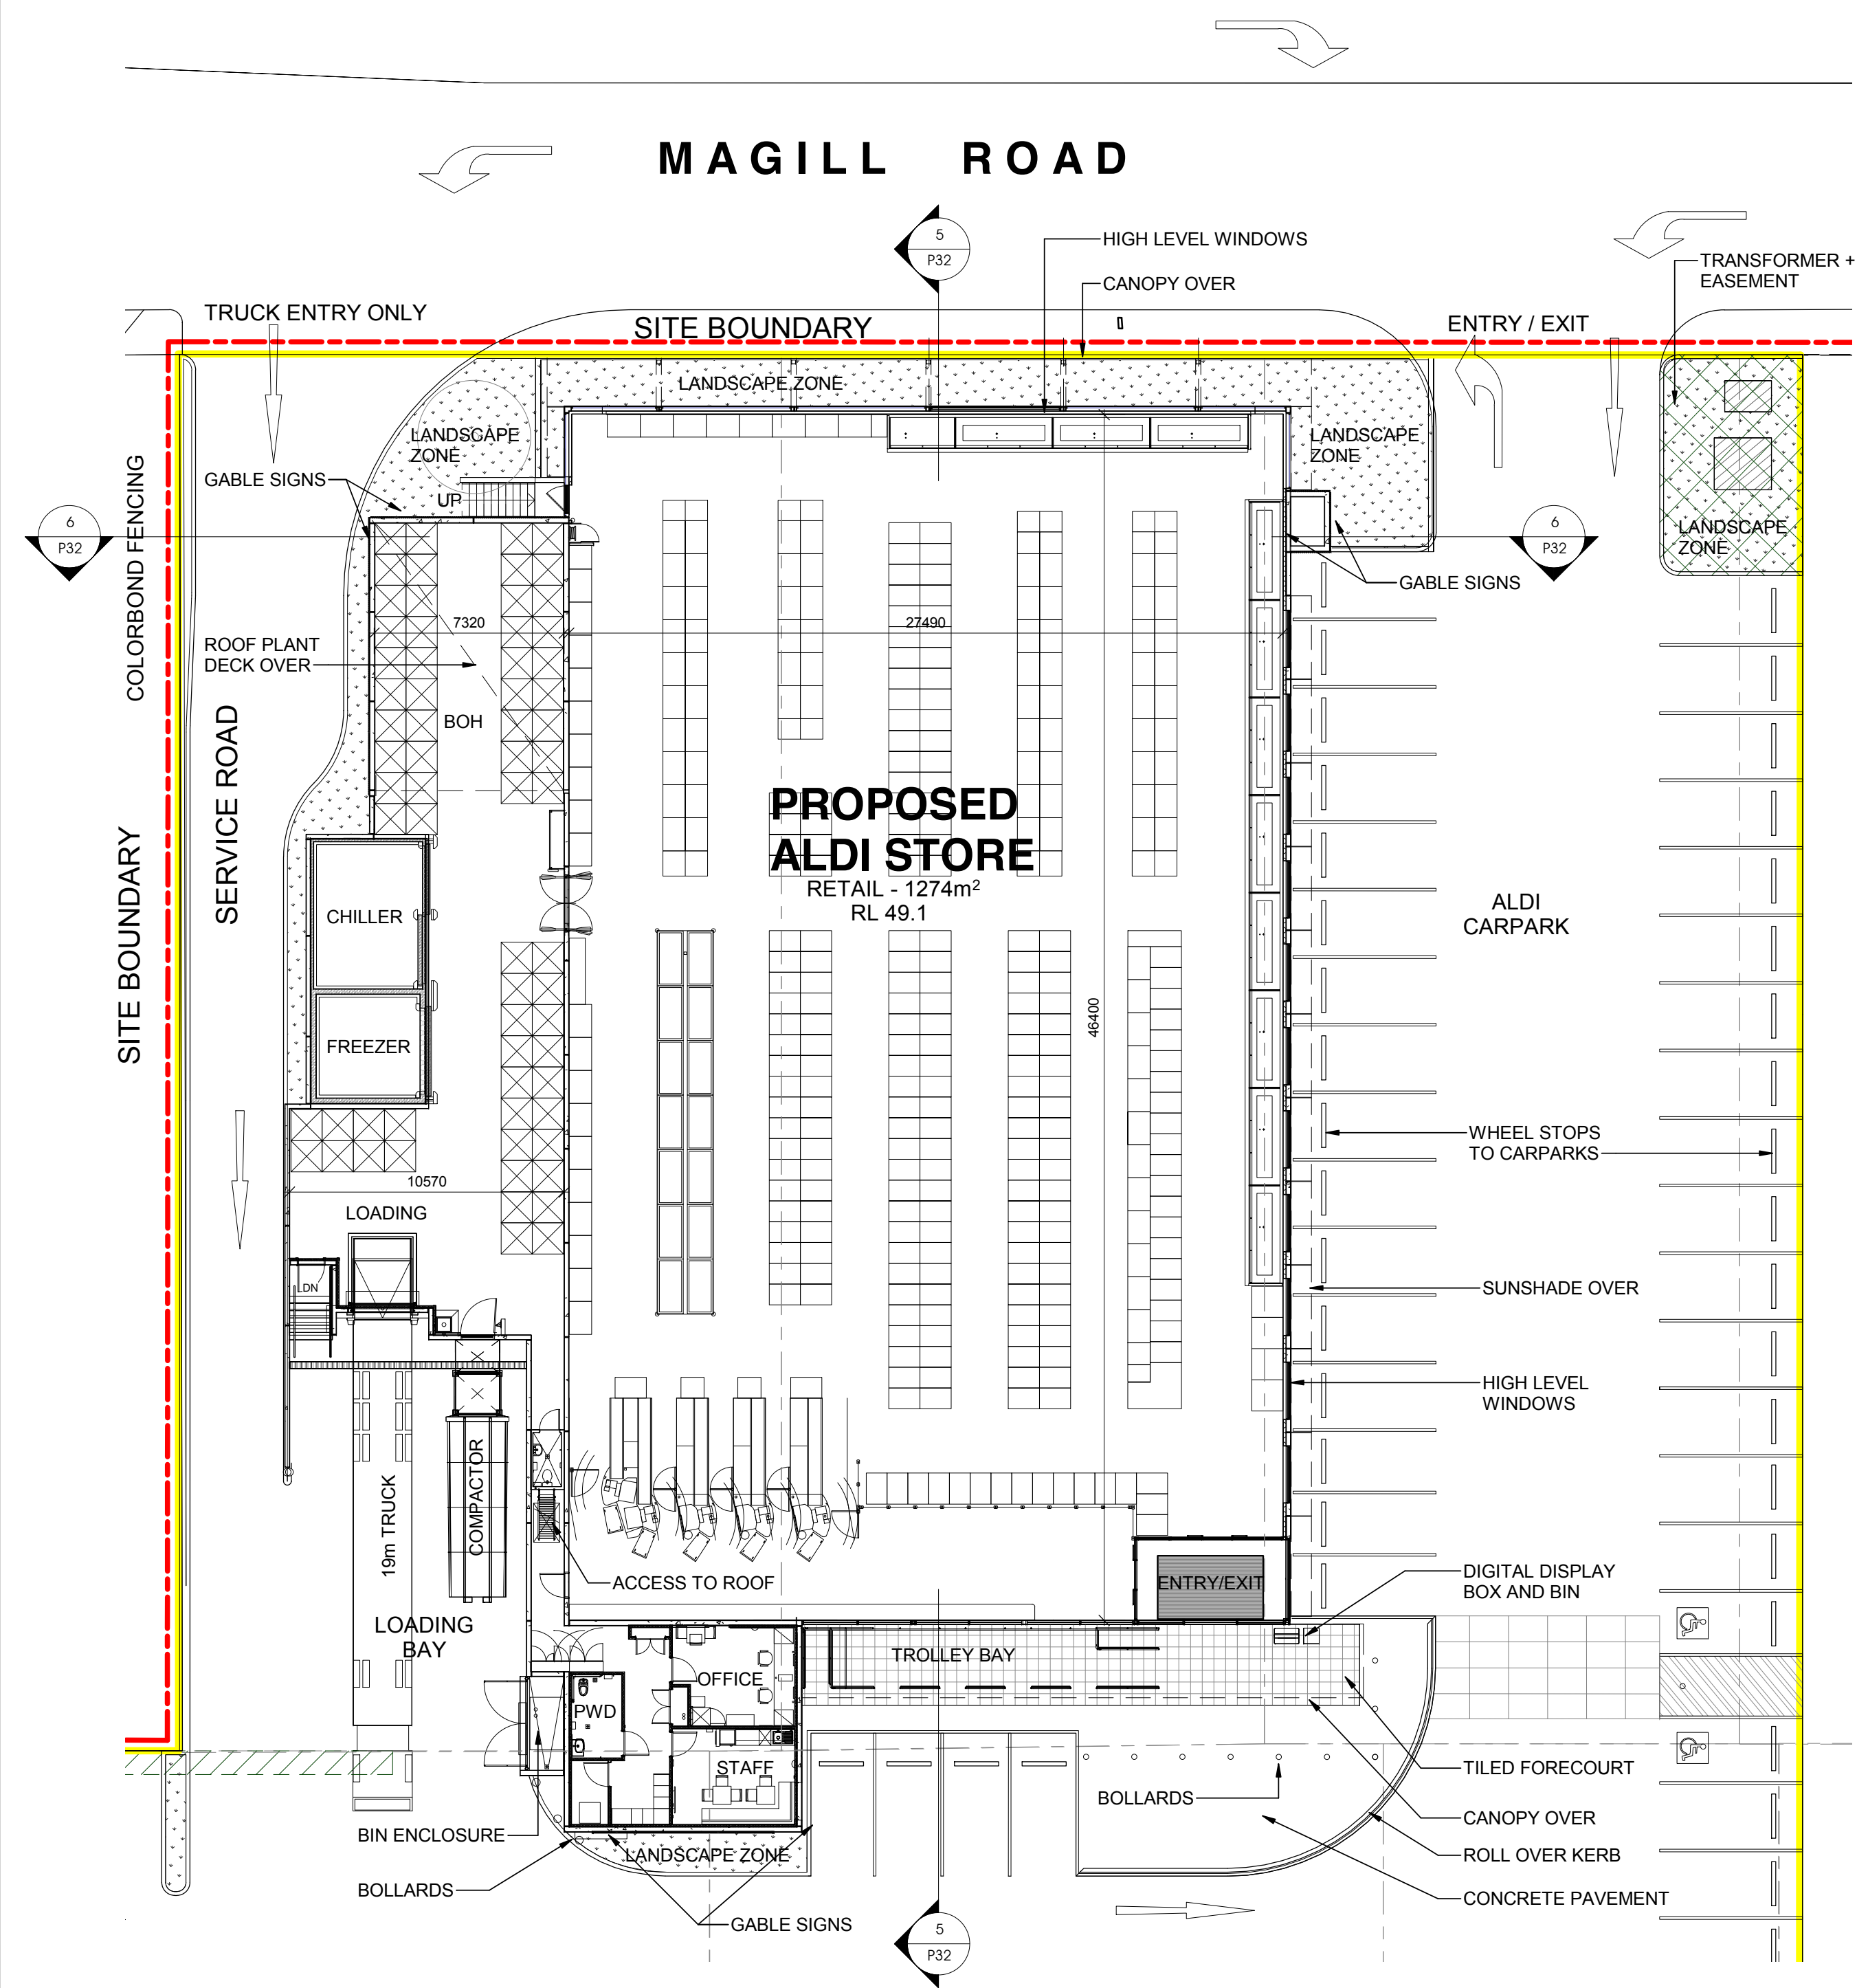 MAGILL ROAD
5
P32
HIGH LEVEL WINDOWS
CANOPY OVER
TRANSFORMER +
EASEMENT
TRUCK ENTRY ONLY
SITE BOUNDARY
ENTRY / EXIT
LANDSCAPE ZONE
LANDSCAPE
ZONE
LANDSCAPE
ZONE
GABLE SIGNS
UP
6
P32
6
P32
LANDSCAPE
ZONE
GABLE SIGNS
COLORBOND FENCING
7320
27490
ROOF PLANT
DECK OVER
BOH
SERVICE ROAD
SITE BOUNDARY
PROPOSED
ALDI STORE
RETAIL - 1274m²
RL 49.1
CHILLER
ALDI
CARPARK
46400
FREEZER
WHEEL STOPS
TO CARPARKS
10570
LOADING
LDN
SUNSHADE OVER
HIGH LEVEL
WINDOWS
19m TRUCK
COMPACTOR
ACCESS TO ROOF
ENTRY/EXIT
DIGITAL DISPLAY
BOX AND BIN
LOADING
BAY
TROLLEY BAY
OFFICE
PWD
STAFF
TILED FORECOURT
BOLLARDS
CANOPY OVER
BIN ENCLOSURE
LANDSCAPE ZONE
ROLL OVER KERB
BOLLARDS
CONCRETE PAVEMENT
GABLE SIGNS
5
P32